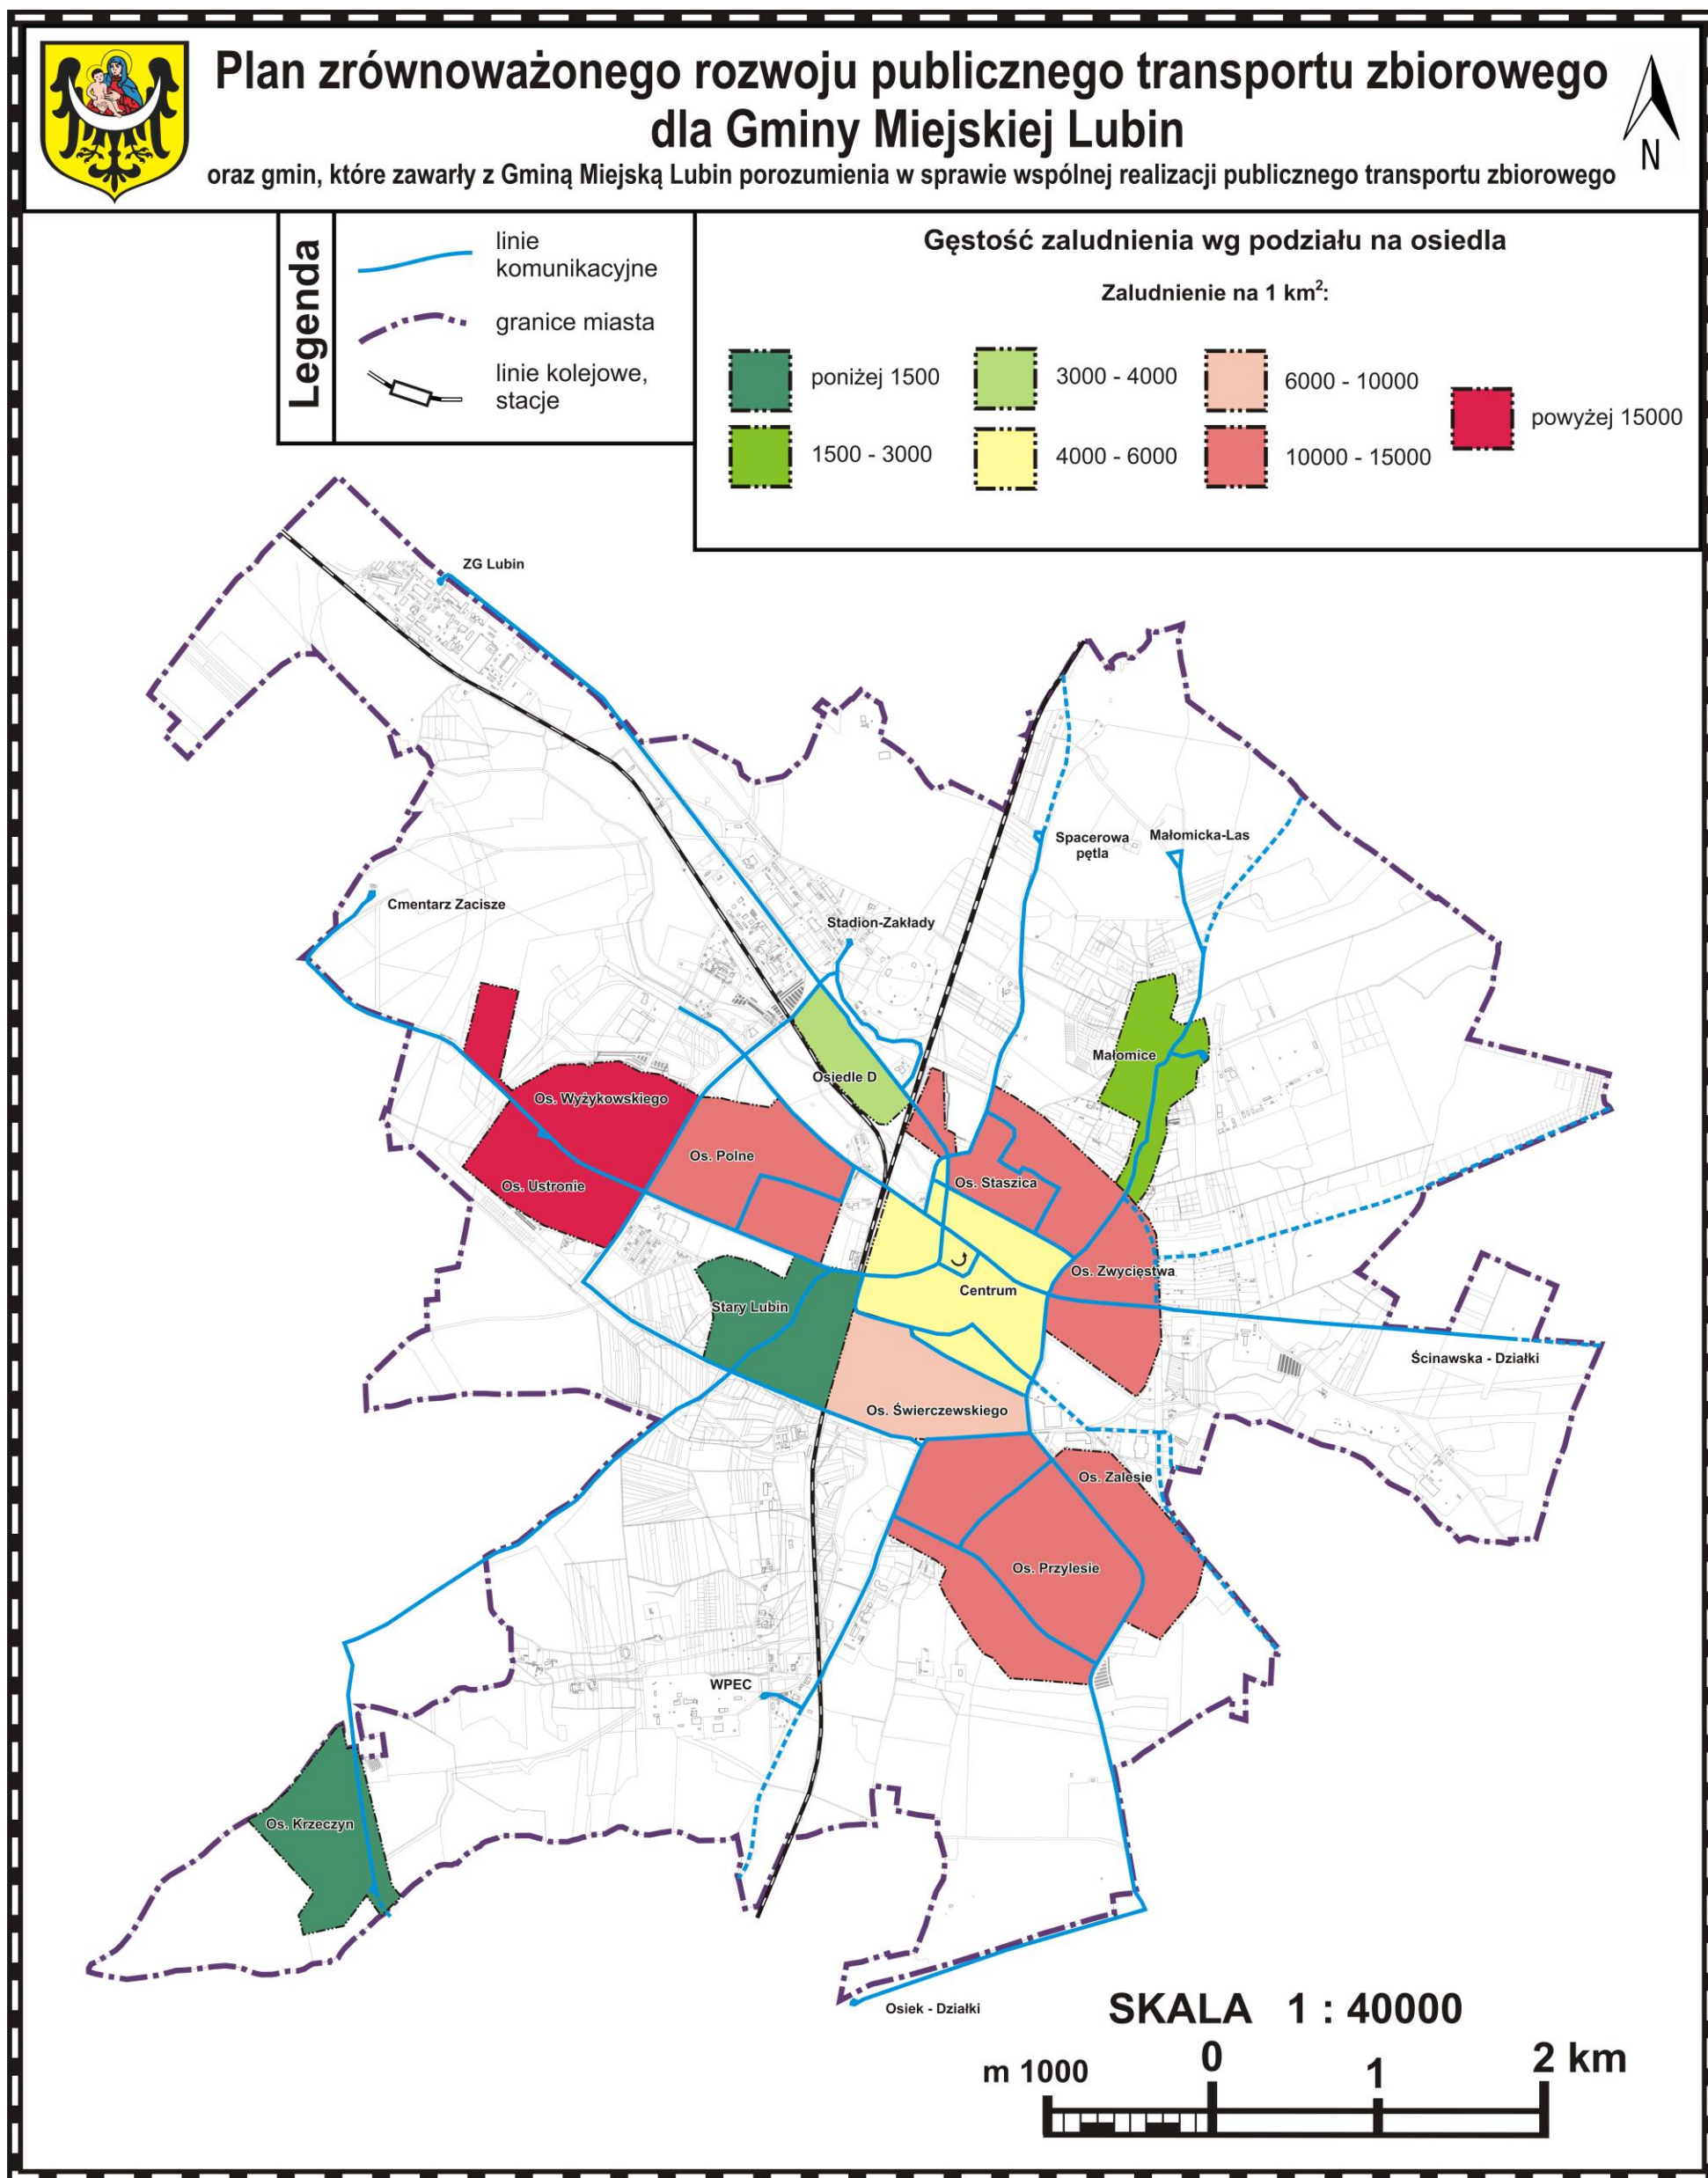 Plan zrównoważonego rozwoju publicznego transportu zbiorowego
dla Gminy Miejskiej Lubin
oraz gmin, które zawarły z Gminą Miejską Lubin porozumienia w sprawie wspólnej realizacji publicznego transportu zbiorowego
N
Legenda
linie
komunikacyjne
granice miasta
linie kolejowe,
stacje
Gęstość zaludnienia wg podziału na osiedla
Zaludnienie na 1 km²:
poniżej 1500
3000 - 4000
6000 - 10000
powyżej 15000
1500 - 3000
4000 - 6000
10000 - 15000
ZG Lubin
Spacerowa
pętla
Małomicka-Las
Cmentarz Zacisze
Stadion-Zakłady
Małomice
Osiedle D
Os. Wyżykowskiego
Os. Polne
Os. Staszica
Os. Ustronie
Os. Zwycięstwa
Centrum
Stary Lubin
Ścinawska - Działki
Os. Świerczewskiego
Os. Zalesie
Os. Przylesie
WPEC
Os. Krzeczyn
Osiek - Działki
SKALA 1 : 40000
m 1000 0 1 2 km